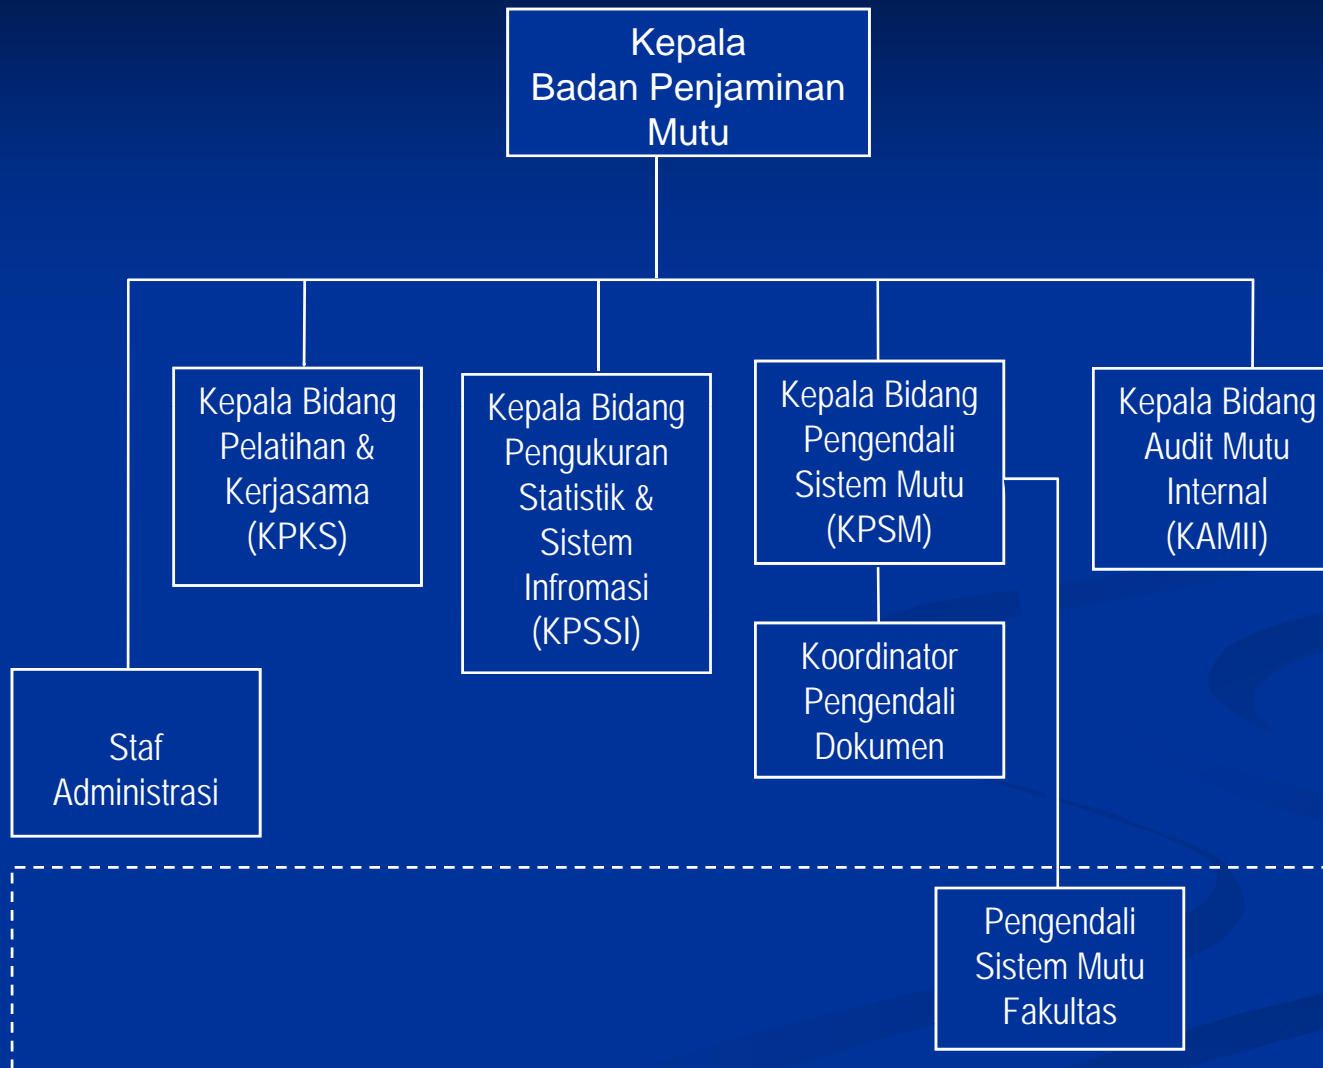 Kepala
Badan Penjaminan
Mutu
Kepala Bidang
Pelatihan &
Kerjasama
(KPKS)
Kepala Bidang
Pengukuran
Statistik &
Sistem
Infromasi
(KPSSI)
Kepala Bidang
Pengendali
Sistem Mutu
(KPSM)
Kepala Bidang
Audit Mutu
Internal
(KAMII)
Koordinator
Pengendali
Dokumen
Staf
Administrasi
Pengendali
Sistem Mutu
Fakultas